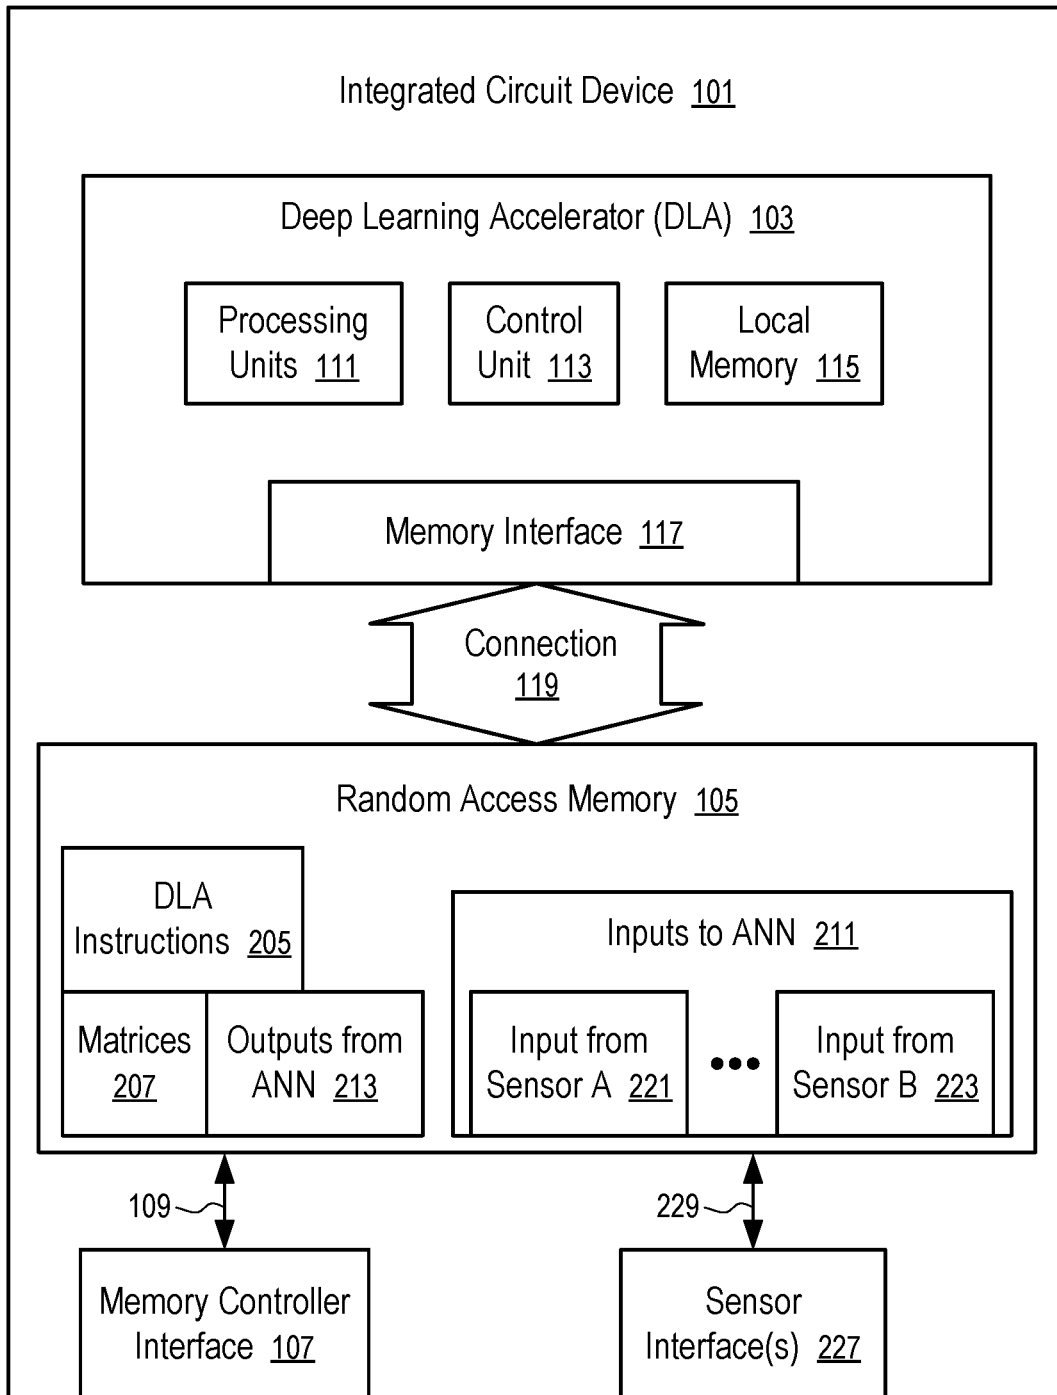 Integrated Circuit Device 101
Deep Learning Accelerator (DLA) 103
Processing
Units 111
Control
Unit 113
Local
Memory 115
Memory Interface 117
Connection
119
Random Access Memory 105
DLA
Instructions 205
Matrices
207
Outputs from
ANN 213
Inputs to ANN 211
Input from
Sensor A 221
Input from
Sensor B 223
109
229
Memory Controller
Interface 107
Sensor
Interface(s) 227